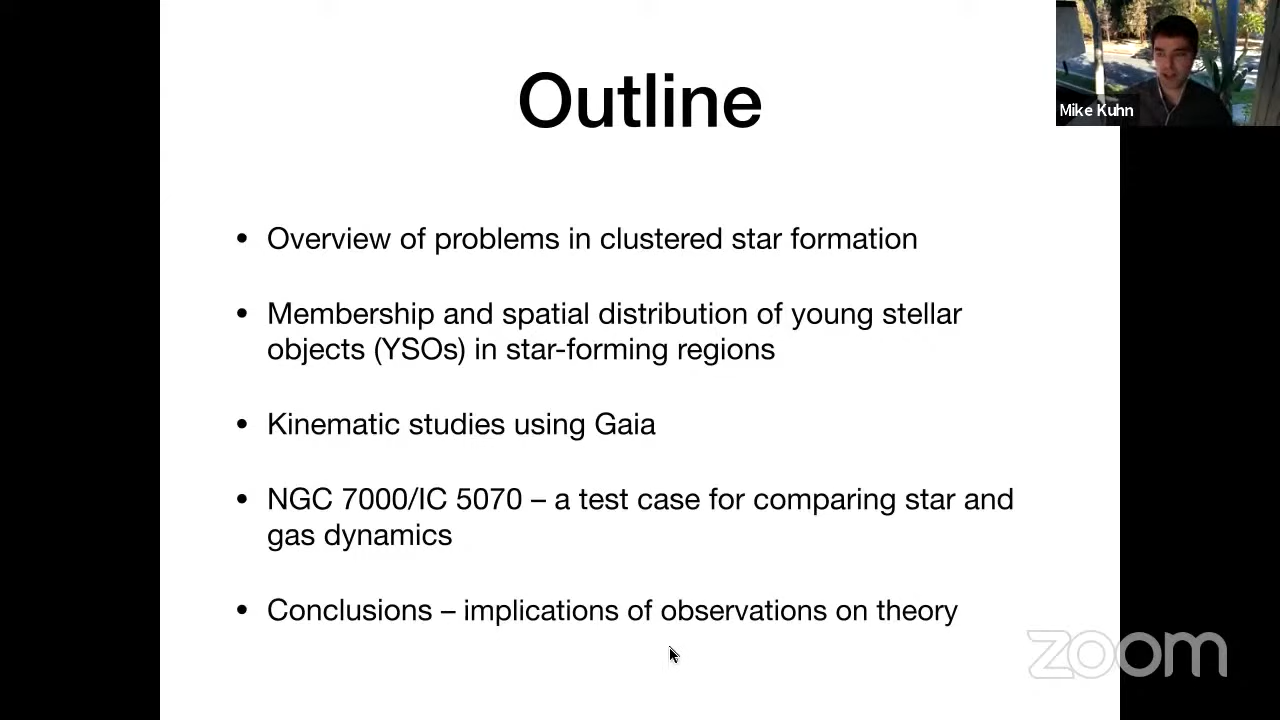 Outline
Mike Kuhn
• Overview of problems in clustered star formation
• Membership and spatial distribution of young stellar
objects (YSOs) in star-forming regions
• Kinematic studies using Gaia
• NGC 7000/IC 5070 – a test case for comparing star and
gas dynamics
• Conclusions – implications of observations on theory
zoom